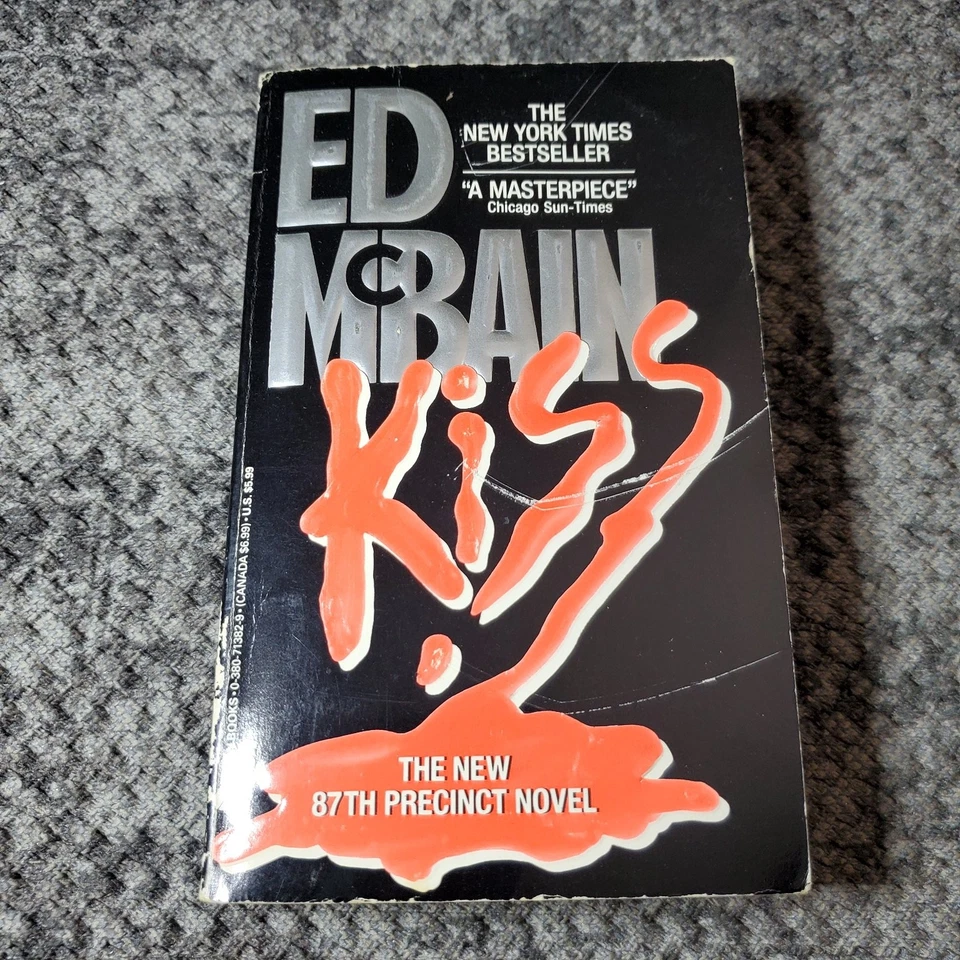 ED
McBAIN
THE
NEW YORK TIMES
BESTSELLER
"A MASTERPIECE"
Chicago Sun-Times
Kiss
THE NEW
87TH PRECINCT NOVEL
BOOKS • 0-380-71382-9 • (CANADA $6.99) • U.S. $5.99